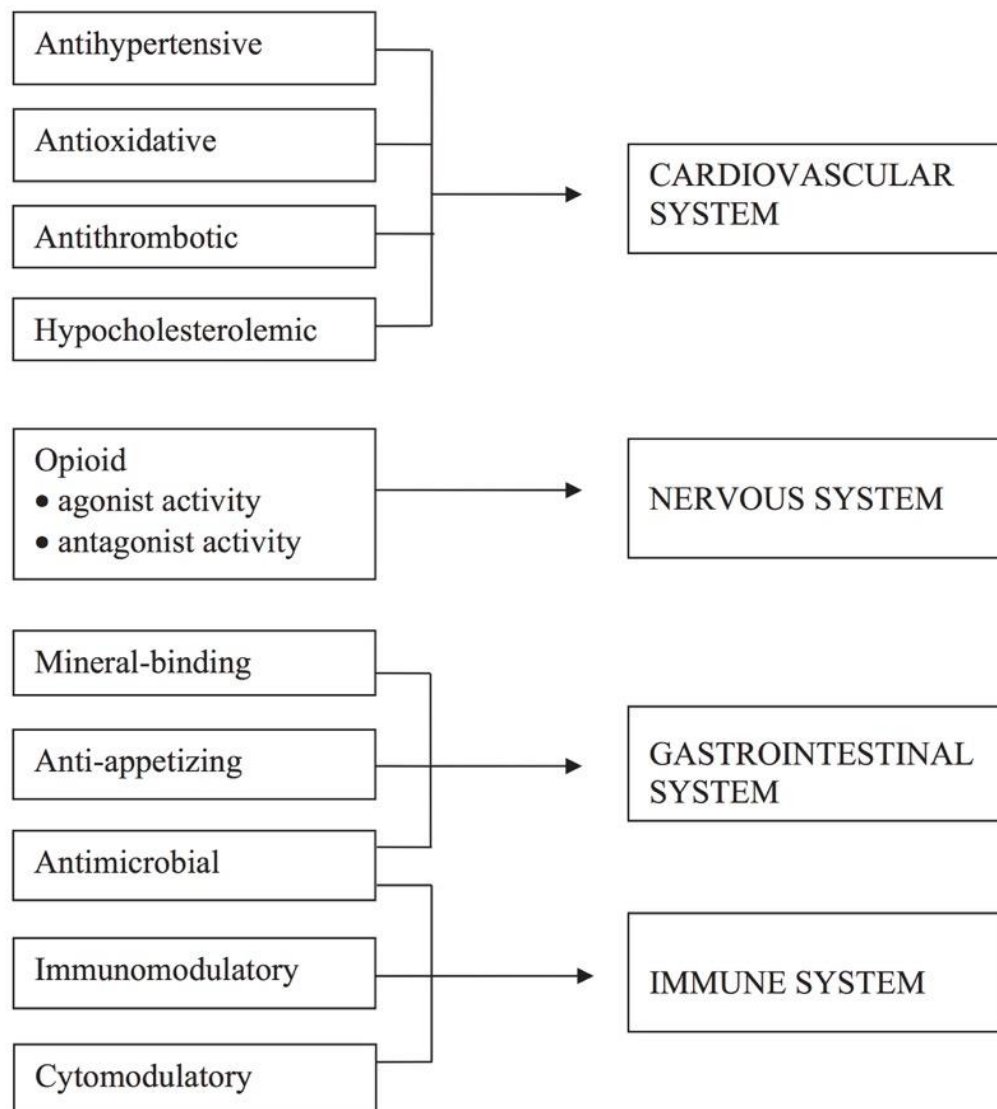 Antihypertensive
Antioxidative
Antithrombotic
Hypocholesterolemic
CARDIOVASCULAR
SYSTEM
Opioid
• agonist activity
• antagonist activity
NERVOUS SYSTEM
Mineral-binding
Anti-appetizing
Antimicrobial
GASTROINTESTINAL
SYSTEM
Immunomodulatory
Cytomodulatory
IMMUNE SYSTEM